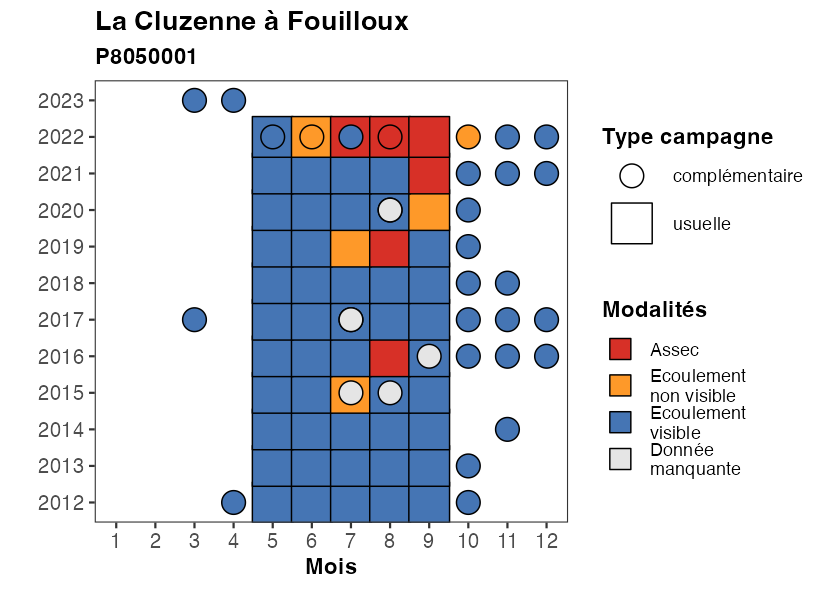 La Cluzenne à Fouilloux
P8050001
2023
2022
2021
2020
2019
2018
2017
2016
2015
2014
2013
2012
1 2 3 4 5 6 7 8 9 10 11 12
Mois
Type campagne
complémentaire
usuelle
Modalités
Assec
Ecoulement
non visible
Ecoulement
visible
Donnée
manquante